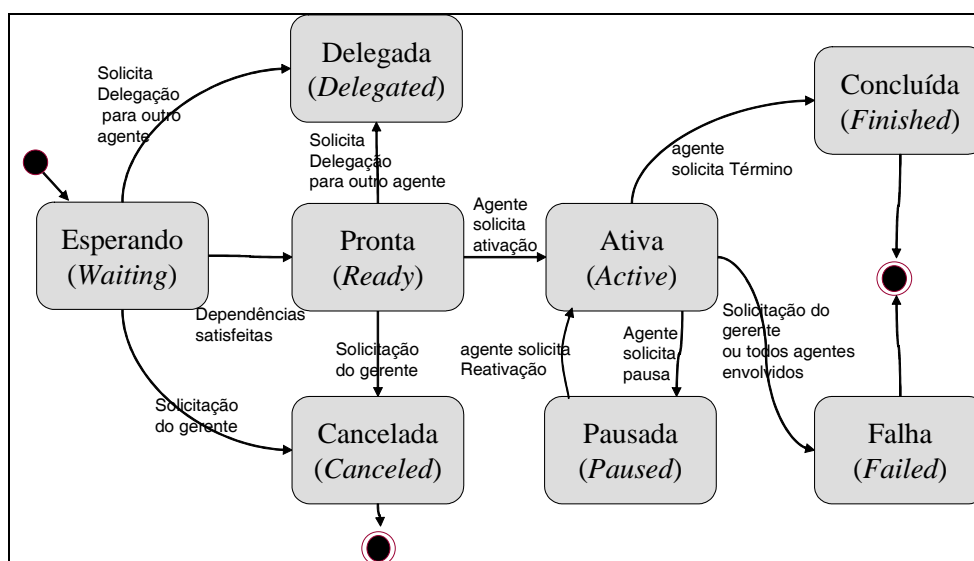 Delegada
(Delegated)
Concluída
(Finished)
Solicita
Delegação
para outro
agente
Solicita
Delegação
para outro agente
agente
solicita Término
Esperando
(Waiting)
Pronta
(Ready)
Agente
solicita
ativação
Ativa
(Active)
Dependências
satisfeitas
Solicitação
do gerente
agente solicita
Reativação
Agente
solicita
pausa
Solicitação do
gerente
ou todos agentes
envolvidos
Solicitação
do gerente
Cancelada
(Canceled)
Pausada
(Paused)
Falha
(Failed)